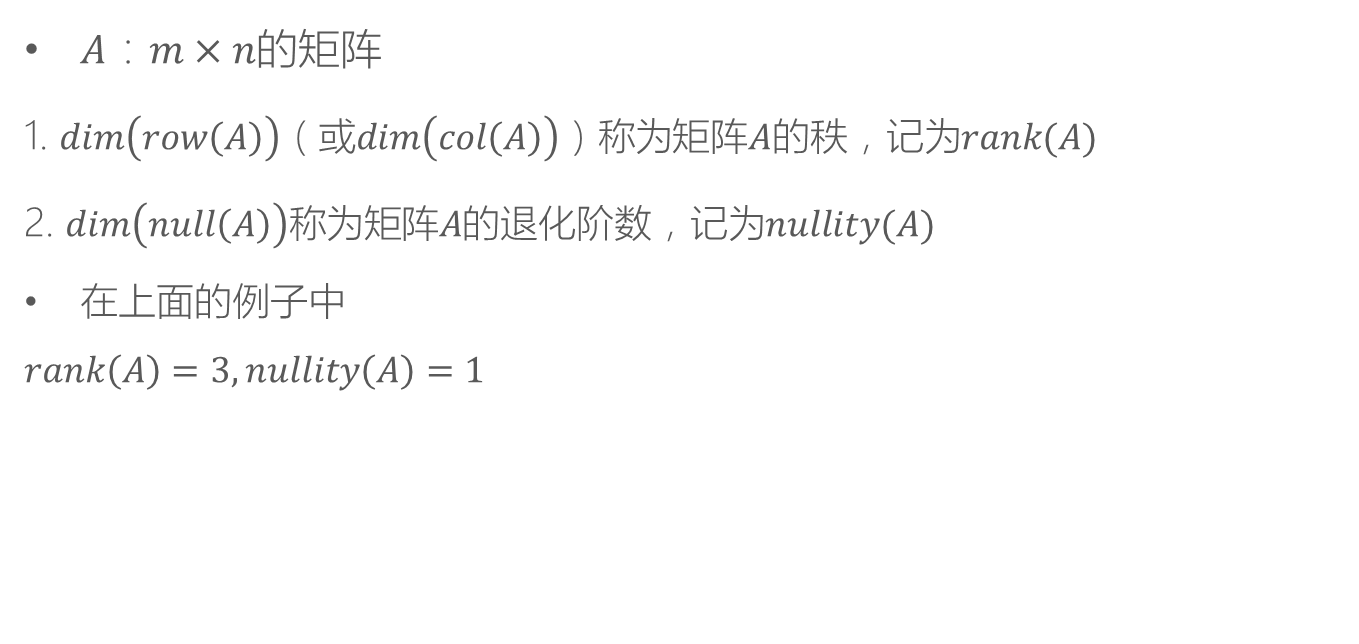 • A：m × n的矩阵
1. dim(row(A))（或dim(col(A))）称为矩阵A的秩，记为rank(A)
2. dim(null(A))称为矩阵A的退化阶数，记为nullity(A)
• 在上面的例子中
rank(A) = 3, nullity(A) = 1